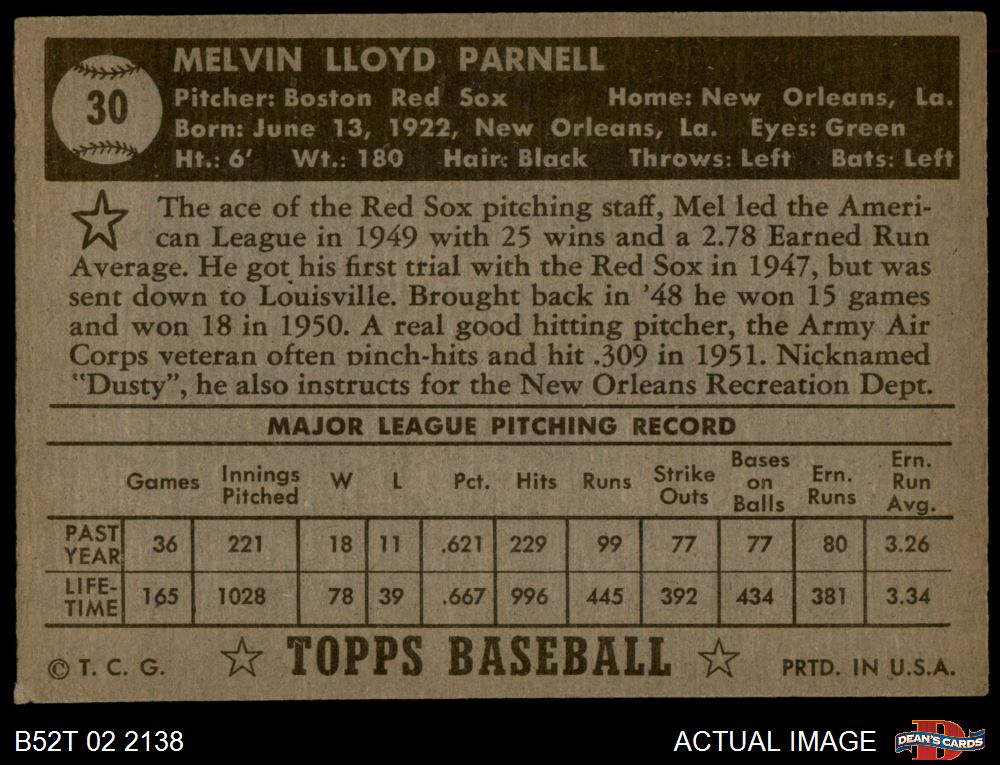 30
MELVIN LLOYD PARNELL
Pitcher: Boston Red Sox Home: New Orleans, La.
Born: June 13, 1922, New Orleans, La. Eyes: Green
Ht.: 6' Wt.: 180 Hair: Black Throws: Left Bats: Left
The ace of the Red Sox pitching staff, Mel led the Ameri-
can League in 1949 with 25 wins and a 2.78 Earned Run
Average. He got his first trial with the Red Sox in 1947, but was
sent down to Louisville. Brought back in '48 he won 15 games
and won 18 in 1950. A real good hitting pitcher, the Army Air
Corps veteran often pinch-hits and hit .309 in 1951. Nicknamed
"Dusty", he also instructs for the New Orleans Recreation Dept.
MAJOR LEAGUE PITCHING RECORD
Games Innings Pitched W L Pct. Hits Runs Strike Outs Bases on Balls Ern. Runs Ern. Run Avg.
PAST YEAR 36 221 18 11 .621 229 99 77 77 80 3.26
LIFE-TIME 165 1028 78 39 .667 996 445 392 434 381 3.34
© T. C. G. TOPPS BASEBALL PRTD. IN U.S.A.
B52T 02 2138 ACTUAL IMAGE DEAN'S CARDS